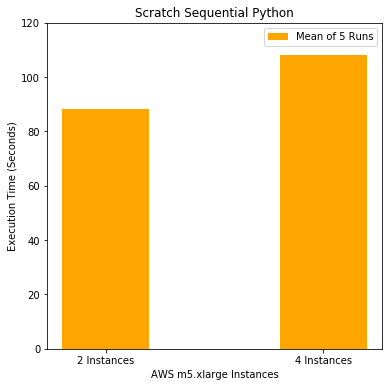 Scratch Sequential Python
Mean of 5 Runs
Execution Time (Seconds)
120
100
80
60
40
20
0
2 Instances
4 Instances
AWS m5.xlarge Instances